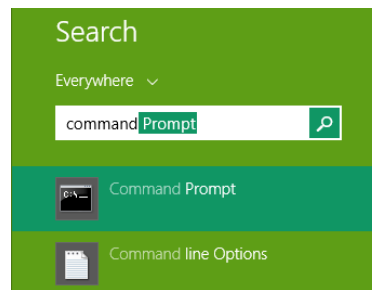 Search
Everywhere
command Prompt
C:\_
Command Prompt
Command line Options